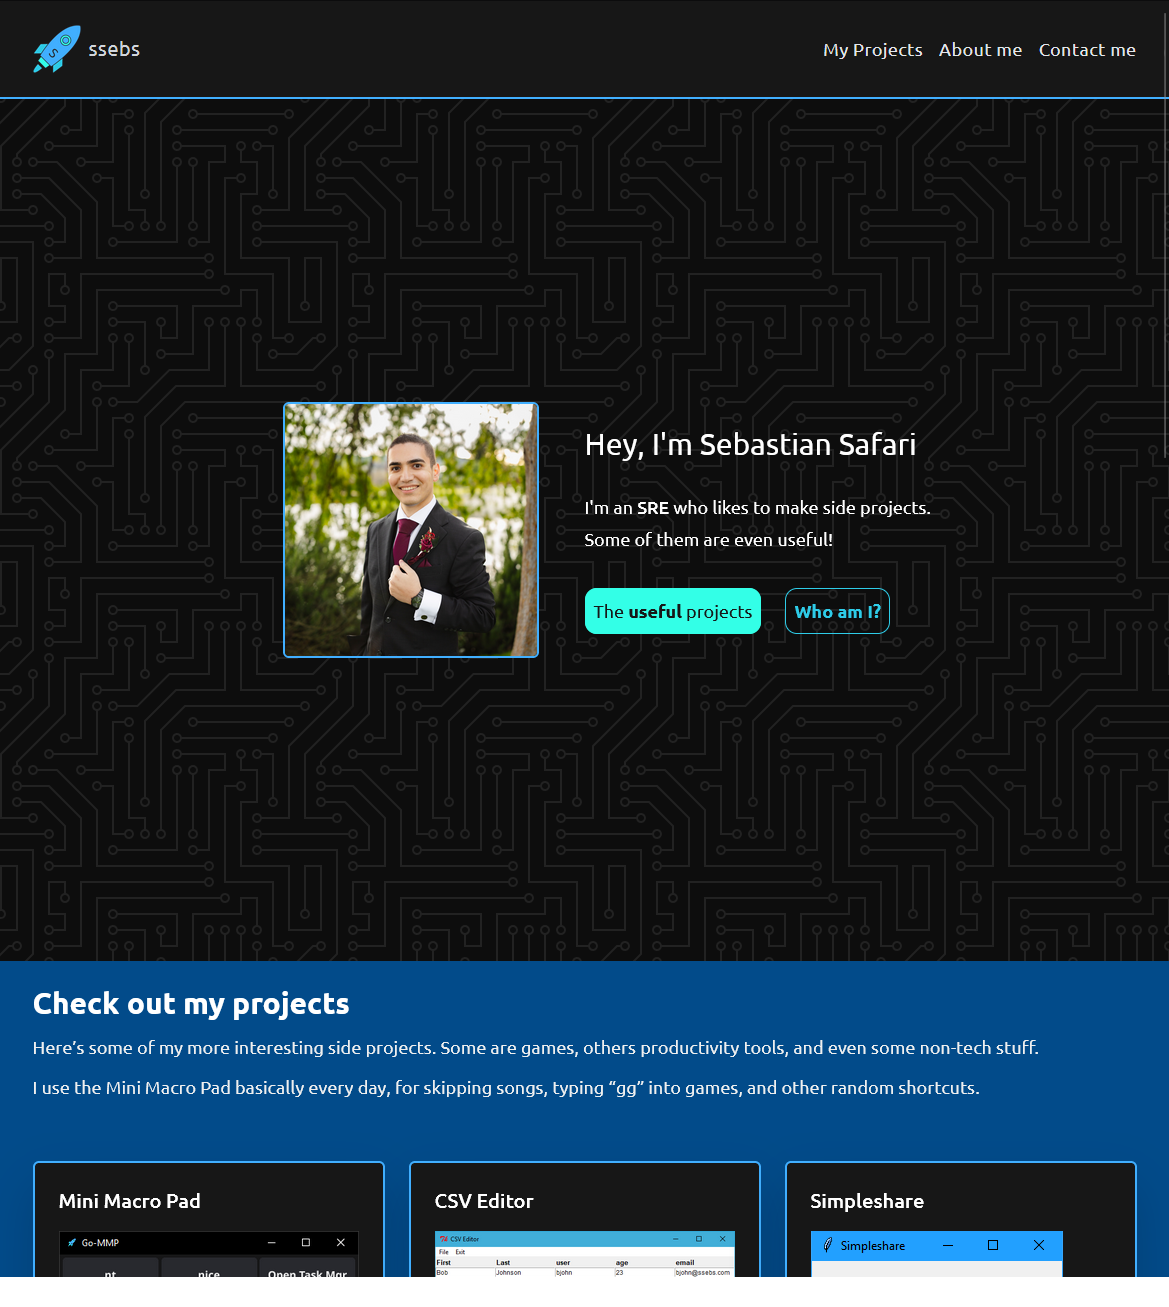 S
ssebs
My Projects
About me
Contact me
Hey, I'm Sebastian Safari
I'm an SRE who likes to make side projects.
Some of them are even useful!
The useful projects
Who am I?
Check out my projects
Here’s some of my more interesting side projects. Some are games, others productivity tools, and even some non-tech stuff.
I use the Mini Macro Pad basically every day, for skipping songs, typing “gg” into games, and other random shortcuts.
Mini Macro Pad
Go-MMP
nt nice Open Task Mgr
CSV Editor
CSV Editor
File Exit
First Last user age email
Bob Johnson bjohn 23 bjohn@ssebs.com
Simpleshare
Simpleshare